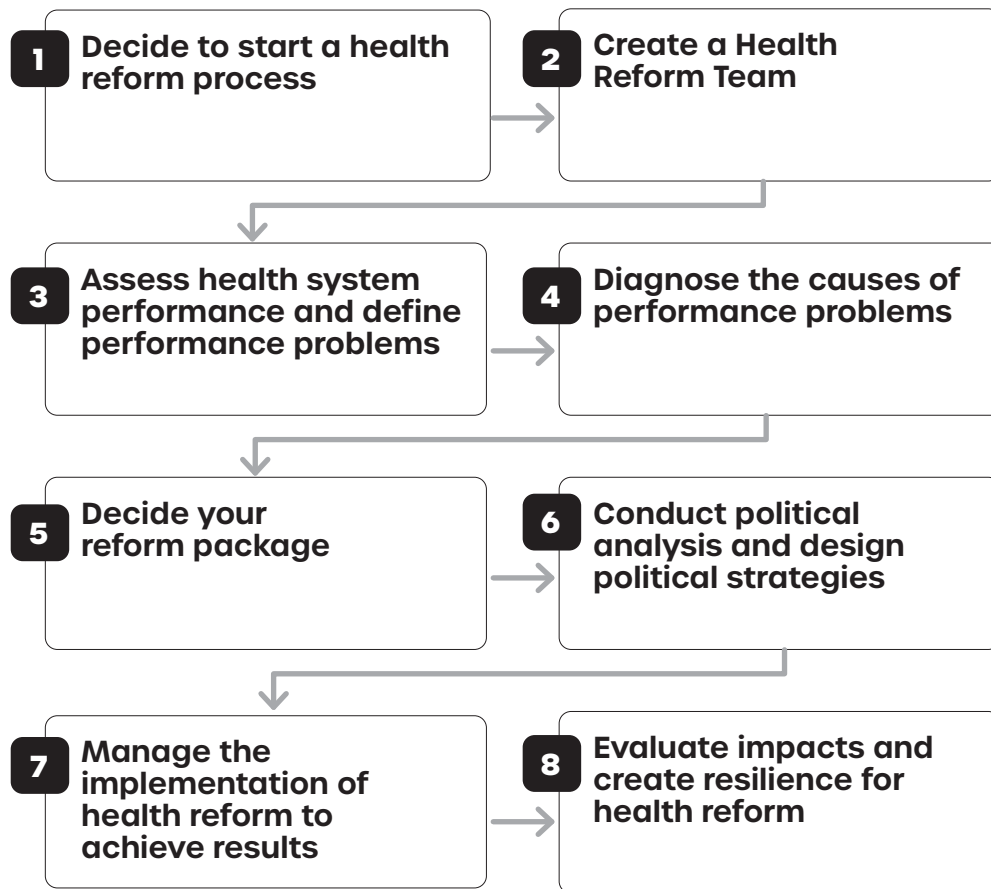 1
Decide to start a health
reform process
2
Create a Health
Reform Team
3
Assess health system
performance and define
performance problems
4
Diagnose the causes of
performance problems
5
Decide your
reform package
6
Conduct political
analysis and design
political strategies
7
Manage the
implementation of
health reform to
achieve results
8
Evaluate impacts and
create resilience for
health reform